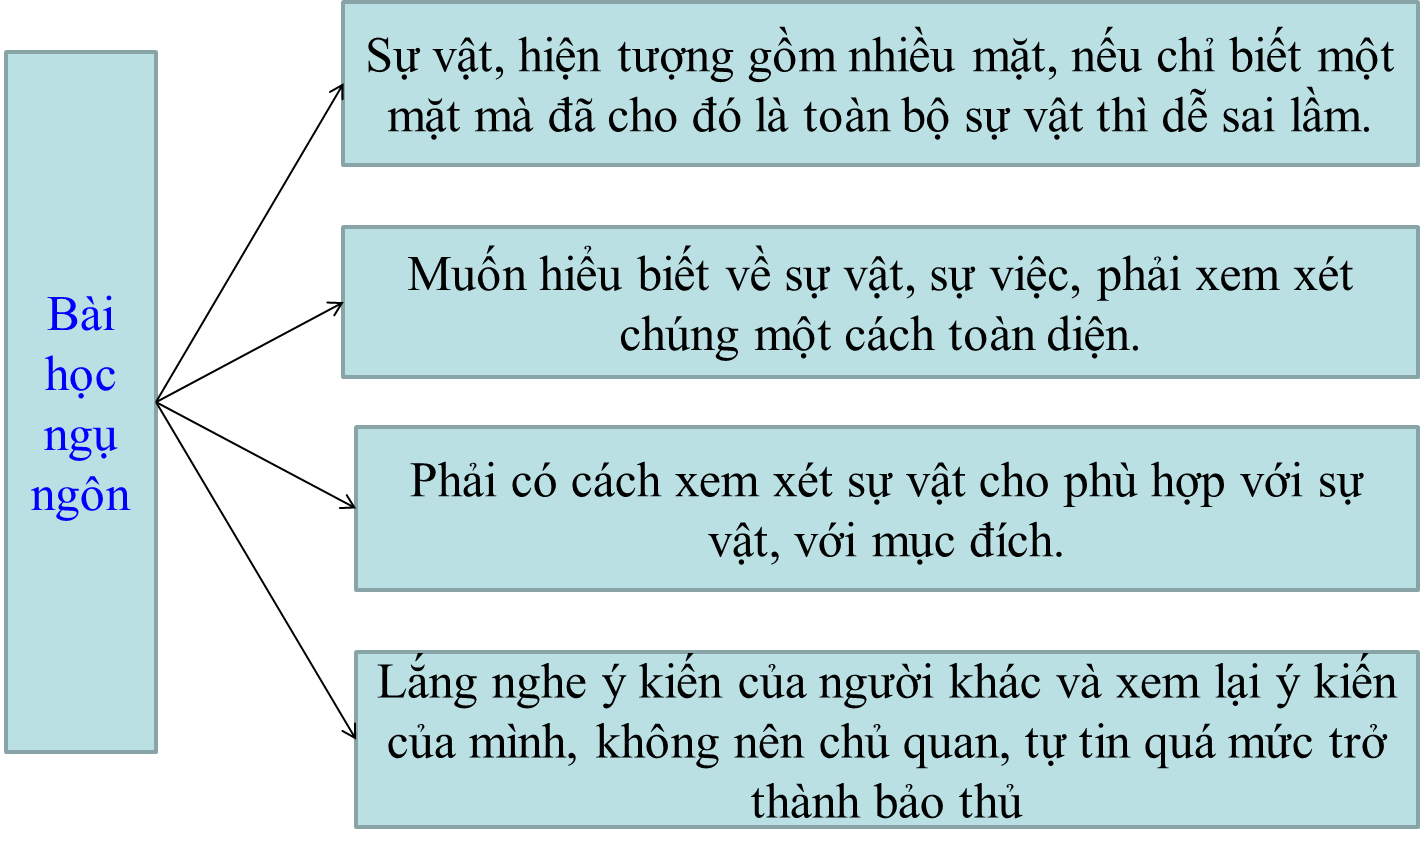 Bài
học
ngụ
ngôn
Sự vật, hiện tượng gồm nhiều mặt, nếu chỉ biết một
mặt mà đã cho đó là toàn bộ sự vật thì dễ sai lầm.
Muốn hiểu biết về sự vật, sự việc, phải xem xét
chúng một cách toàn diện.
Phải có cách xem xét sự vật cho phù hợp với sự
vật, với mục đích.
Lắng nghe ý kiến của người khác và xem lại ý kiến
của mình, không nên chủ quan, tự tin quá mức trở
thành bảo thủ